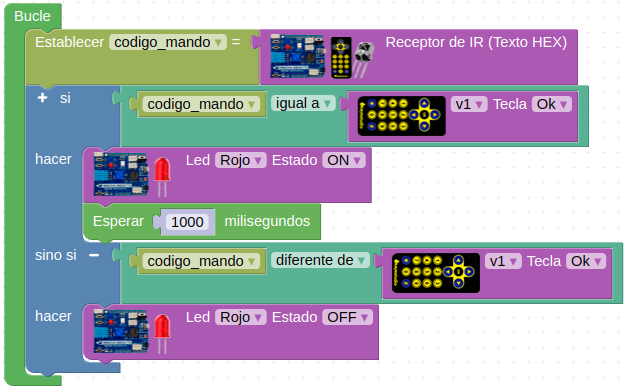 Bucle
Establecer codigo_mando ▾ = Receptor de IR (Texto HEX)
+ si codigo_mando ▾ igual a ▾ v1 ▾ Tecla Ok ▾
hacer Led Rojo ▾ Estado ON ▾
Esperar 1000 milisegundos
sino si − codigo_mando ▾ diferente de ▾ v1 ▾ Tecla Ok ▾
hacer Led Rojo ▾ Estado OFF ▾